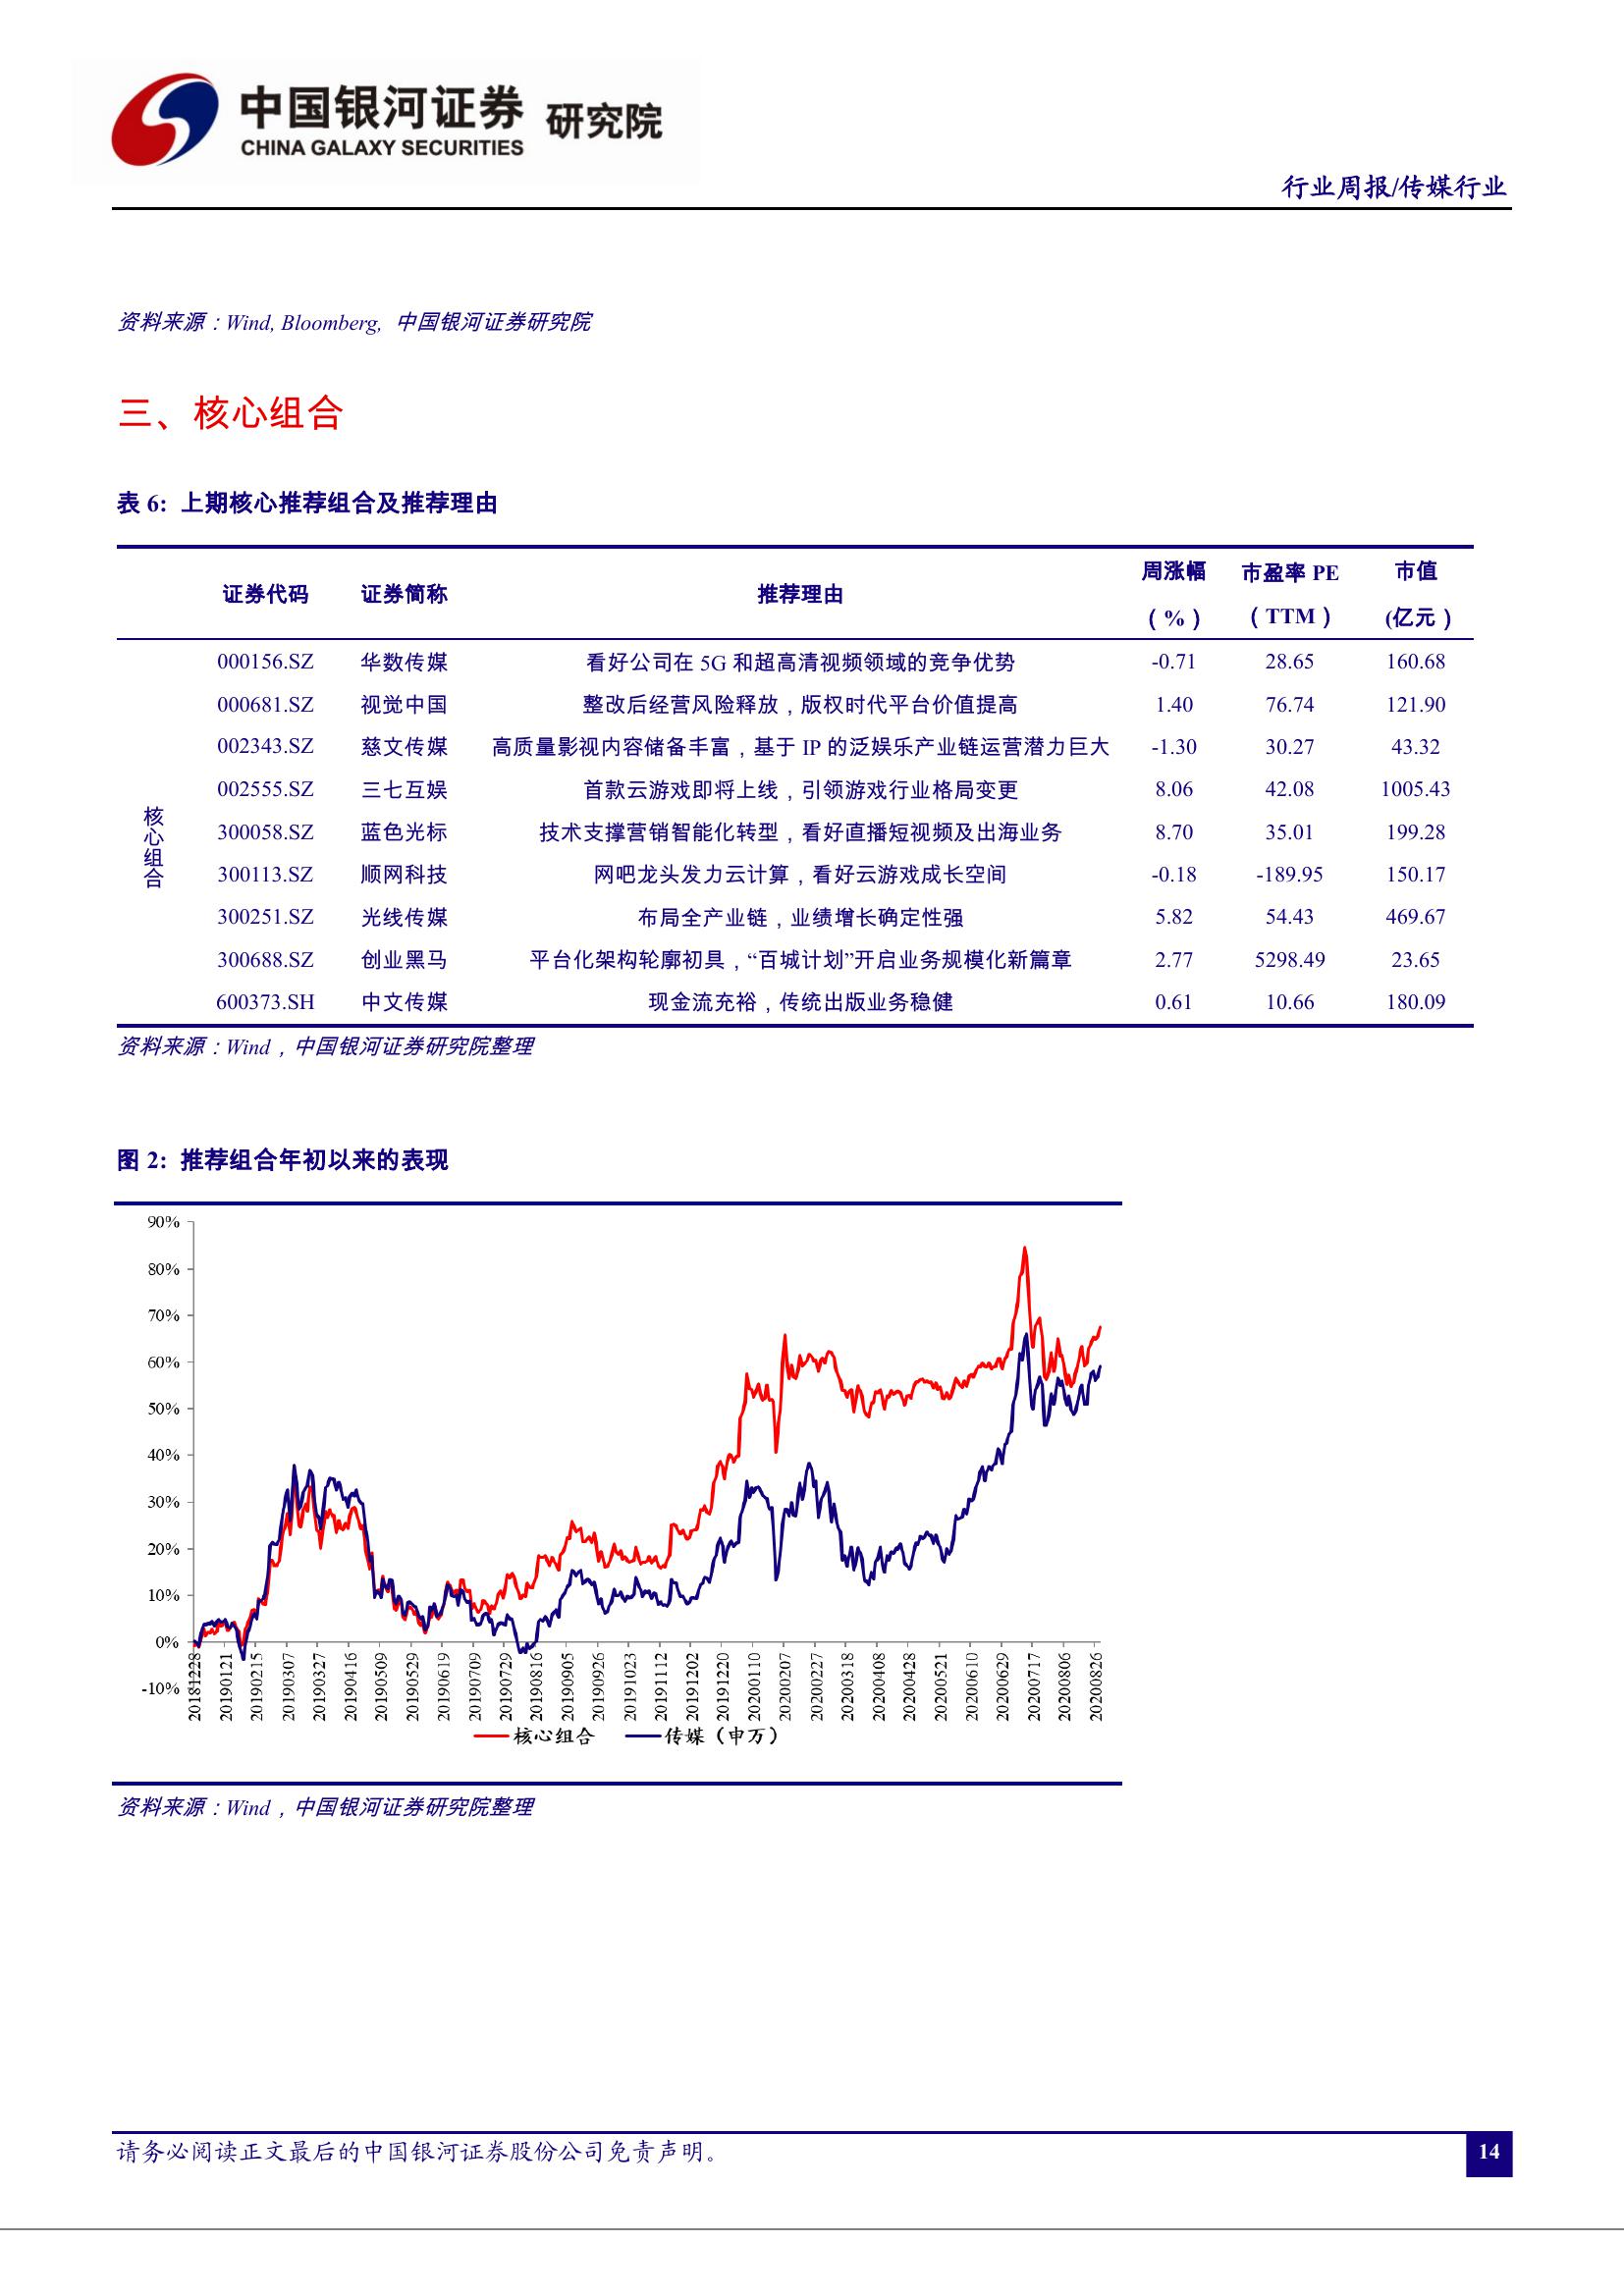 中国银河证券 研究院
CHINA GALAXY SECURITIES
行业周报/传媒行业
资料来源：Wind, Bloomberg, 中国银河证券研究院
三、核心组合
表 6: 上期核心推荐组合及推荐理由
证券代码 证券简称 推荐理由 周涨幅（%） 市盈率 PE（TTM） 市值(亿元）
核心组合
000156.SZ 华数传媒 看好公司在 5G 和超高清视频领域的竞争优势 -0.71 28.65 160.68
000681.SZ 视觉中国 整改后经营风险释放，版权时代平台价值提高 1.40 76.74 121.90
002343.SZ 慈文传媒 高质量影视内容储备丰富，基于 IP 的泛娱乐产业链运营潜力巨大 -1.30 30.27 43.32
002555.SZ 三七互娱 首款云游戏即将上线，引领游戏行业格局变更 8.06 42.08 1005.43
300058.SZ 蓝色光标 技术支撑营销智能化转型，看好直播短视频及出海业务 8.70 35.01 199.28
300113.SZ 顺网科技 网吧龙头发力云计算，看好云游戏成长空间 -0.18 -189.95 150.17
300251.SZ 光线传媒 布局全产业链，业绩增长确定性强 5.82 54.43 469.67
300688.SZ 创业黑马 平台化架构轮廓初具，“百城计划”开启业务规模化新篇章 2.77 5298.49 23.65
600373.SH 中文传媒 现金流充裕，传统出版业务稳健 0.61 10.66 180.09
资料来源：Wind，中国银河证券研究院整理
图 2: 推荐组合年初以来的表现
90%
80%
70%
60%
50%
40%
30%
20%
10%
0%
-10%
20181228 20190121 20190215 20190307 20190327 20190416 20190509 20190529 20190619 20190709 20190729 20190816 20190905 20190926 20191023 20191112 20191202 20191220 20200110 20200207 20200227 20200318 20200408 20200428 20200521 20200610 20200629 20200717 20200806 20200826
核心组合 传媒（申万）
资料来源：Wind，中国银河证券研究院整理
请务必阅读正文最后的中国银河证券股份公司免责声明。
14